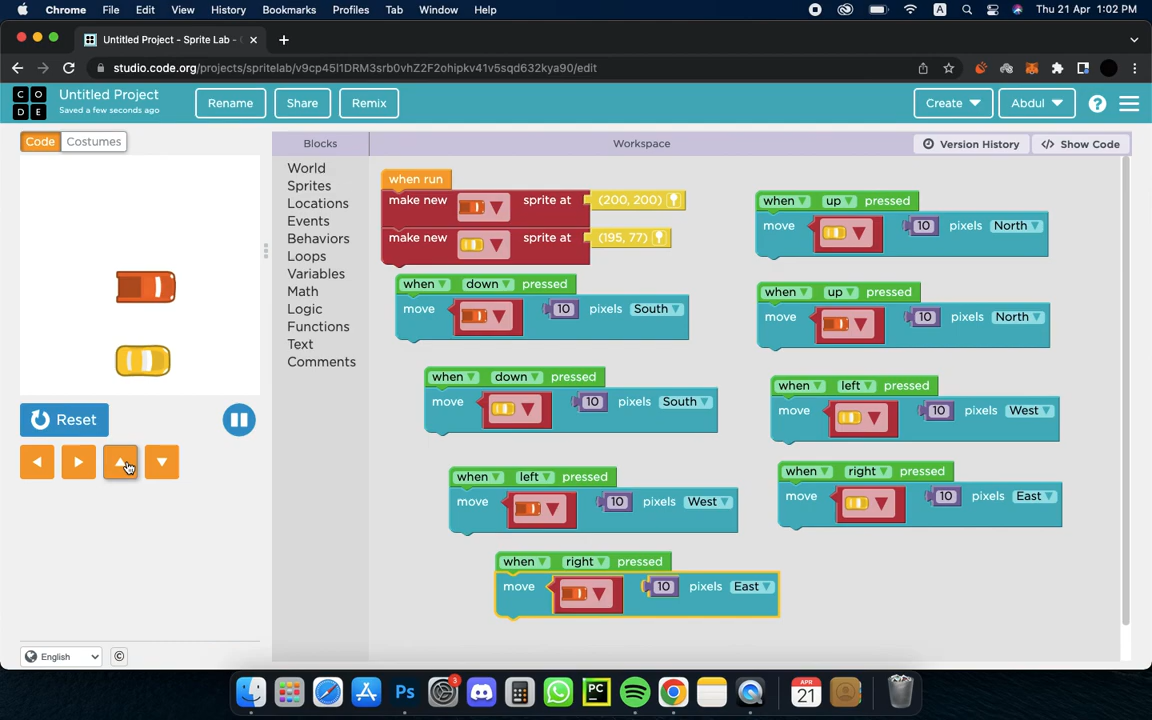 Chrome File Edit View History Bookmarks Profiles Tab Window Help A Thu 21 Apr 1:02 PM
Untitled Project - Sprite Lab -
studio.code.org/projects/spritelab/v9cp45l1DRM3srb0vhZ2F2ohipkv41v5sqd632kya90/edit
C O D E
Untitled Project
Saved a few seconds ago
Rename Share Remix Create Abdul ?
Code Costumes
Blocks Workspace Version History </> Show Code
World
Sprites
Locations
Events
Behaviors
Loops
Variables
Math
Logic
Functions
Text
Comments
when run
make new sprite at (200, 200)
make new sprite at (195, 77)
when down pressed
move 10 pixels South
when down pressed
move 10 pixels South
when left pressed
move 10 pixels West
when right pressed
move 10 pixels East
when up pressed
move 10 pixels North
when up pressed
move 10 pixels North
when left pressed
move 10 pixels West
when right pressed
move 10 pixels East
Reset
English ©
3
PC
Ps
APR
21